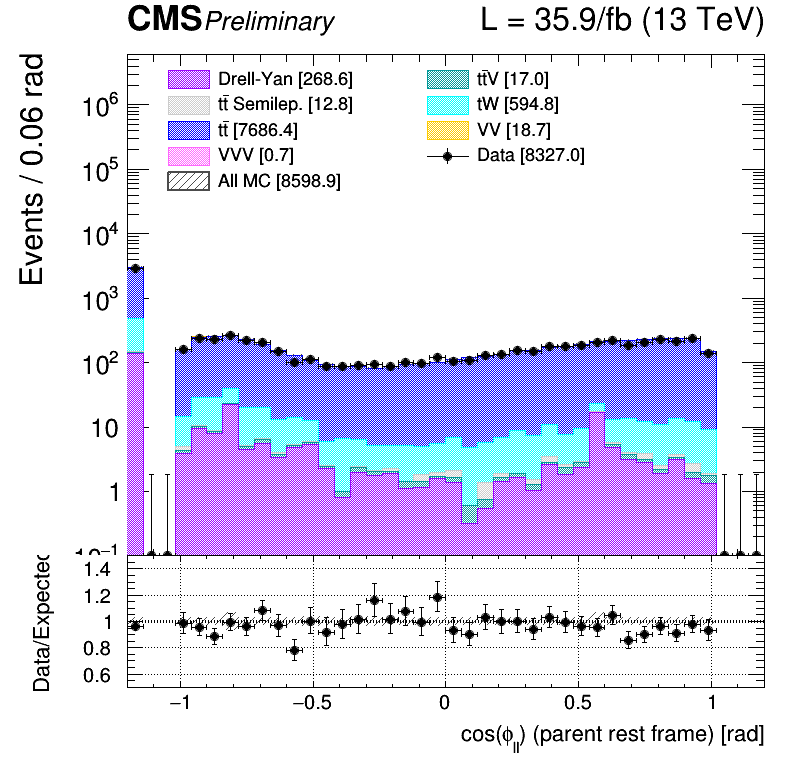 CMS Preliminary L = 35.9/fb (13 TeV)
Events / 0.06 rad
Drell-Yan [268.6]
tt̄ Semilep. [12.8]
tt̄ [7686.4]
VVV [0.7]
All MC [8598.9]
tt̄V [17.0]
tW [594.8]
VV [18.7]
Data [8327.0]
10⁶
10⁵
10⁴
10³
10²
10
1
10⁻¹
Data/Expected
1.4
1.2
1
0.8
0.6
−1 −0.5 0 0.5 1
cos(ϕ_ll) (parent rest frame) [rad]